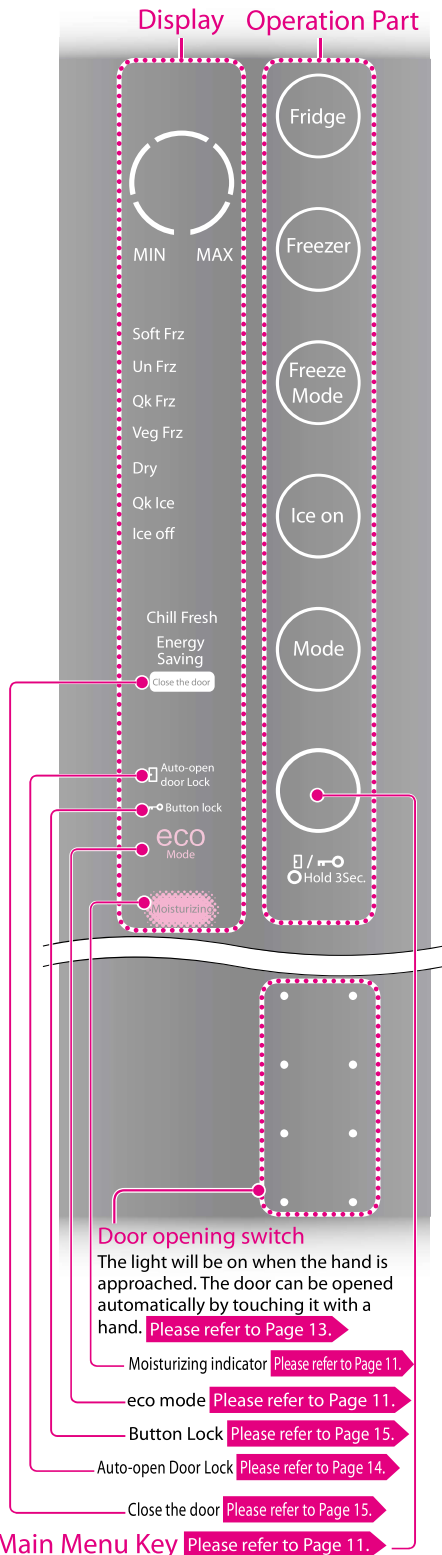 Display Operation Part
Fridge
MIN MAX
Freezer
Soft Frz
Un Frz
Qk Frz
Veg Frz
Dry
Qk Ice
Ice off
Freeze
Mode
Ice on
Chill Fresh
Energy
Saving
Close the door
Mode
Auto-open
door Lock
Button lock
eco
Mode
Moisturizing
/
Hold 3Sec.
Door opening switch
The light will be on when the hand is
approached. The door can be opened
automatically by touching it with a
hand. Please refer to Page 13.
Moisturizing indicator Please refer to Page 11.
eco mode Please refer to Page 11.
Button Lock Please refer to Page 15.
Auto-open Door Lock Please refer to Page 14.
Close the door Please refer to Page 15.
Main Menu Key Please refer to Page 11.